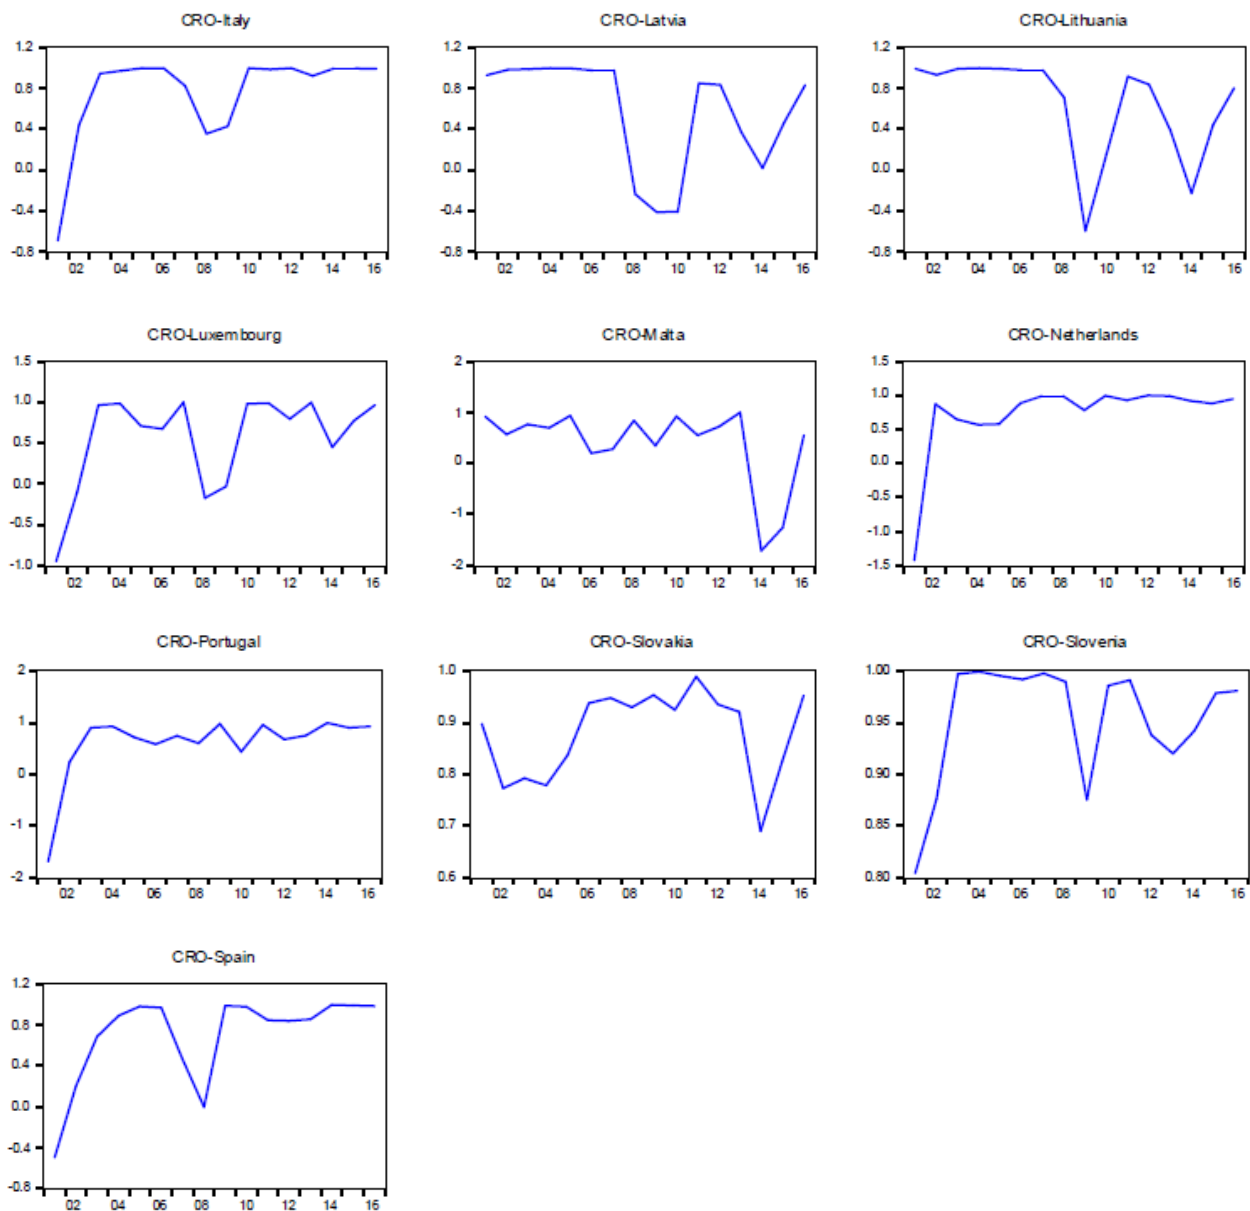 CRO-Italy
1.2
0.8
0.4
0.0
-0.4
-0.8
02 04 06 08 10 12 14 16
CRO-Latvia
1.2
0.8
0.4
0.0
-0.4
-0.8
02 04 06 08 10 12 14 16
CRO-Lithuania
1.2
0.8
0.4
0.0
-0.4
-0.8
02 04 06 08 10 12 14 16
CRO-Luxembourg
1.5
1.0
0.5
0.0
-0.5
-1.0
02 04 06 08 10 12 14 16
CRO-Malta
2
1
0
-1
-2
02 04 06 08 10 12 14 16
CRO-Netherlands
1.5
1.0
0.5
0.0
-0.5
-1.0
-1.5
02 04 06 08 10 12 14 16
CRO-Portugal
2
1
0
-1
-2
02 04 06 08 10 12 14 16
CRO-Slovakia
1.0
0.9
0.8
0.7
0.6
02 04 06 08 10 12 14 16
CRO-Slovenia
1.00
0.95
0.90
0.85
0.80
02 04 06 08 10 12 14 16
CRO-Spain
1.2
0.8
0.4
0.0
-0.4
-0.8
02 04 06 08 10 12 14 16